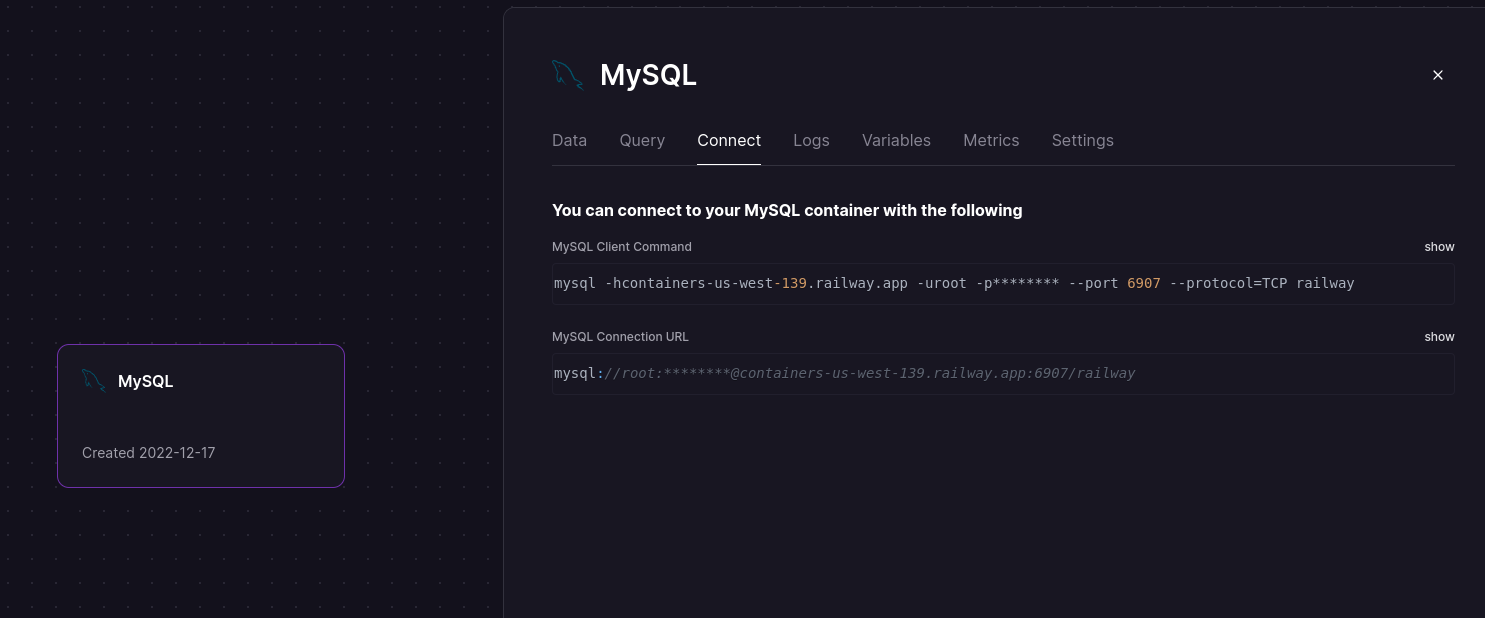 MySQL
Created 2022-12-17
MySQL
Data Query Connect Logs Variables Metrics Settings
You can connect to your MySQL container with the following
MySQL Client Command show
mysql -hcontainers-us-west-139.railway.app -uroot -p******** --port 6907 --protocol=TCP railway
MySQL Connection URL show
mysql://root:********@containers-us-west-139.railway.app:6907/railway